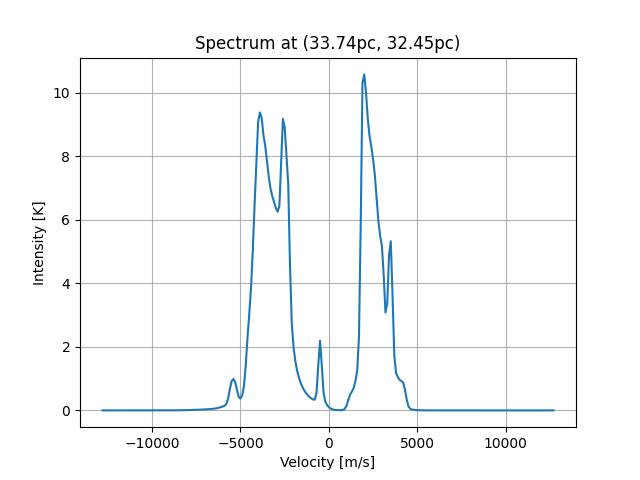 Spectrum at (33.74pc, 32.45pc)
10
8
6
4
2
0
Intensity [K]
−10000 −5000 0 5000 10000
Velocity [m/s]